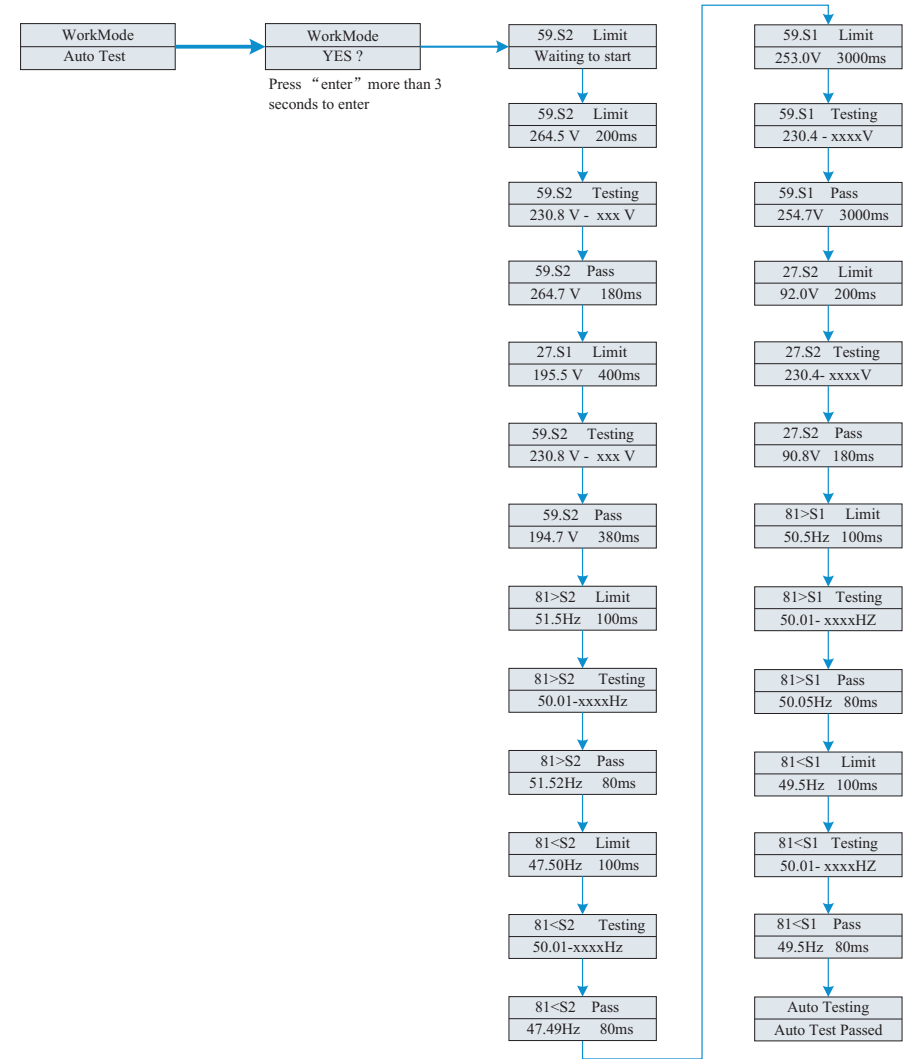 WorkMode
Auto Test
WorkMode
YES ?
Press “enter” more than 3
seconds to enter
59.S2 Limit
Waiting to start
59.S2 Limit
264.5 V 200ms
59.S2 Testing
230.8 V - xxx V
59.S2 Pass
264.7 V 180ms
27.S1 Limit
195.5 V 400ms
59.S2 Testing
230.8 V - xxx V
59.S2 Pass
194.7 V 380ms
81>S2 Limit
51.5Hz 100ms
81>S2 Testing
50.01-xxxxHz
81>S2 Pass
51.52Hz 80ms
81<S2 Limit
47.50Hz 100ms
81<S2 Testing
50.01-xxxxHz
81<S2 Pass
47.49Hz 80ms
59.S1 Limit
253.0V 3000ms
59.S1 Testing
230.4 - xxxxV
59.S1 Pass
254.7V 3000ms
27.S2 Limit
92.0V 200ms
27.S2 Testing
230.4- xxxxV
27.S2 Pass
90.8V 180ms
81>S1 Limit
50.5Hz 100ms
81>S1 Testing
50.01- xxxxHZ
81>S1 Pass
50.05Hz 80ms
81<S1 Limit
49.5Hz 100ms
81<S1 Testing
50.01- xxxxHZ
81<S1 Pass
49.5Hz 80ms
Auto Testing
Auto Test Passed